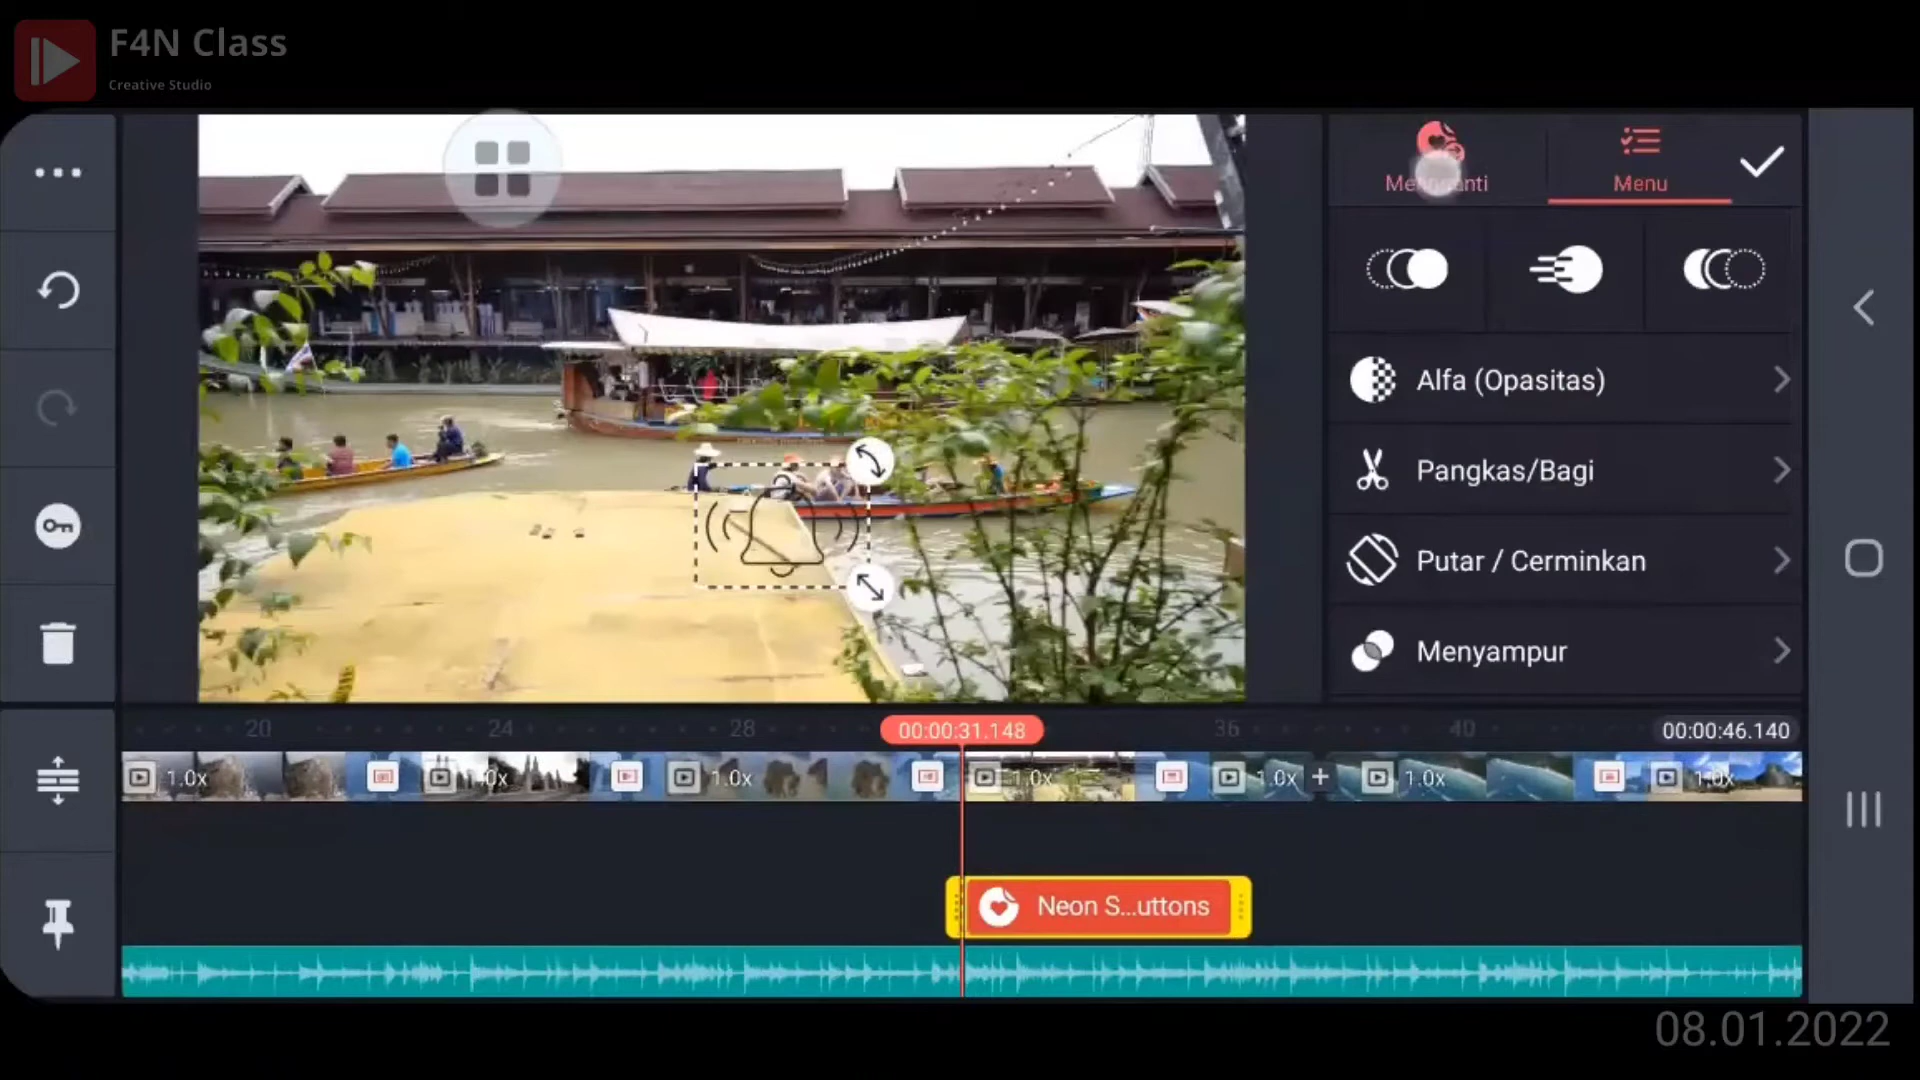 F4N Class
Creative Studio
Menu
Alfa (Opasitas)
Pangkas/Bagi
Putar / Cerminkan
Menyampur
20
24
28
00:00:31.148
36
40
00:00:46.140
1.0x
1.0x
1.0x
1.0x
1.0x
1.0x
Neon S...uttons
08.01.2022